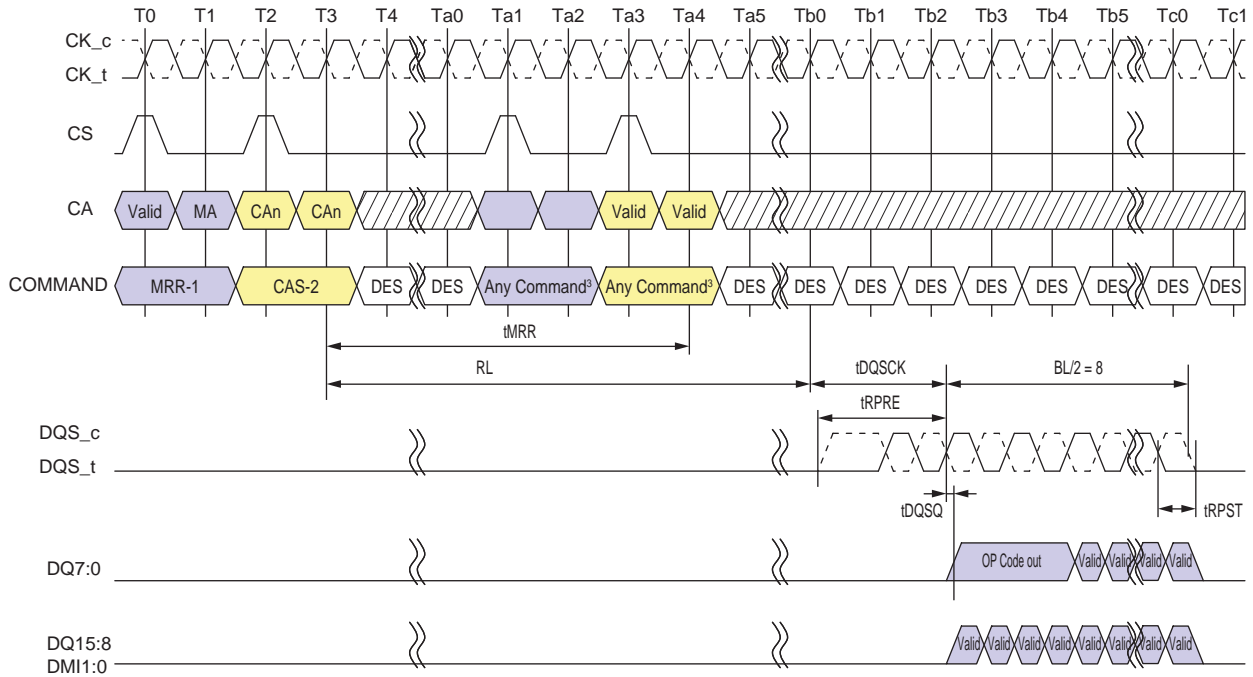 T0 T1 T2 T3 T4 Ta0 Ta1 Ta2 Ta3 Ta4 Ta5 Tb0 Tb1 Tb2 Tb3 Tb4 Tb5 Tc0 Tc1
CK_c
CK_t
CS
CA Valid MA CAn CAn Valid Valid
COMMAND MRR-1 CAS-2 DES DES Any Command³ Any Command³ DES DES DES DES DES DES DES DES DES
tMRR
RL tDQSCK BL/2 = 8
tRPRE
DQS_c
DQS_t
tDQSQ tRPST
DQ7:0 OP Code out Valid Valid Valid Valid
DQ15:8 Valid Valid Valid Valid Valid Valid Valid Valid
DMI1:0